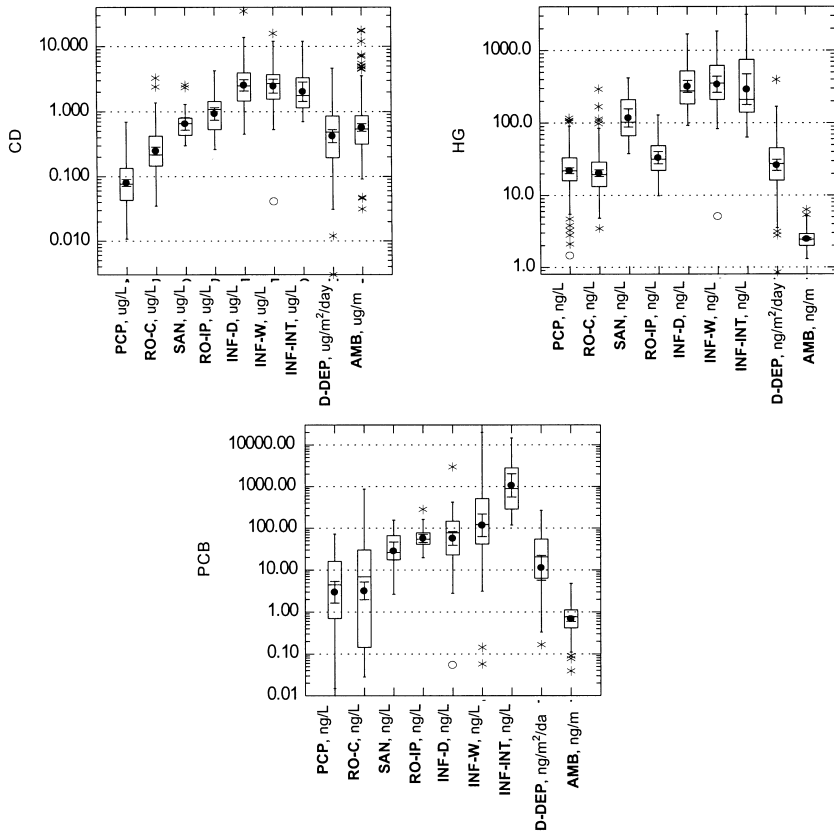 CD
10.000
1.000
0.100
0.010
PCP, ug/L
RO-C, ug/L
SAN, ug/L
RO-IP, ug/L
INF-D, ug/L
INF-W, ug/L
INF-INT, ug/L
D-DEP, ug/m²/day
AMB, ug/m
HG
1000.0
100.0
10.0
1.0
PCP, ng/L
RO-C, ng/L
SAN, ng/L
RO-IP, ng/L
INF-D, ng/L
INF-W, ng/L
INF-INT, ng/L
D-DEP, ng/m²/day
AMB, ng/m
PCB
10000.00
1000.00
100.00
10.00
1.00
0.10
0.01
PCP, ng/L
RO-C, ng/L
SAN, ng/L
RO-IP, ng/L
INF-D, ng/L
INF-W, ng/L
INF-INT, ng/L
D-DEP, ng/m²/da
AMB, ng/m